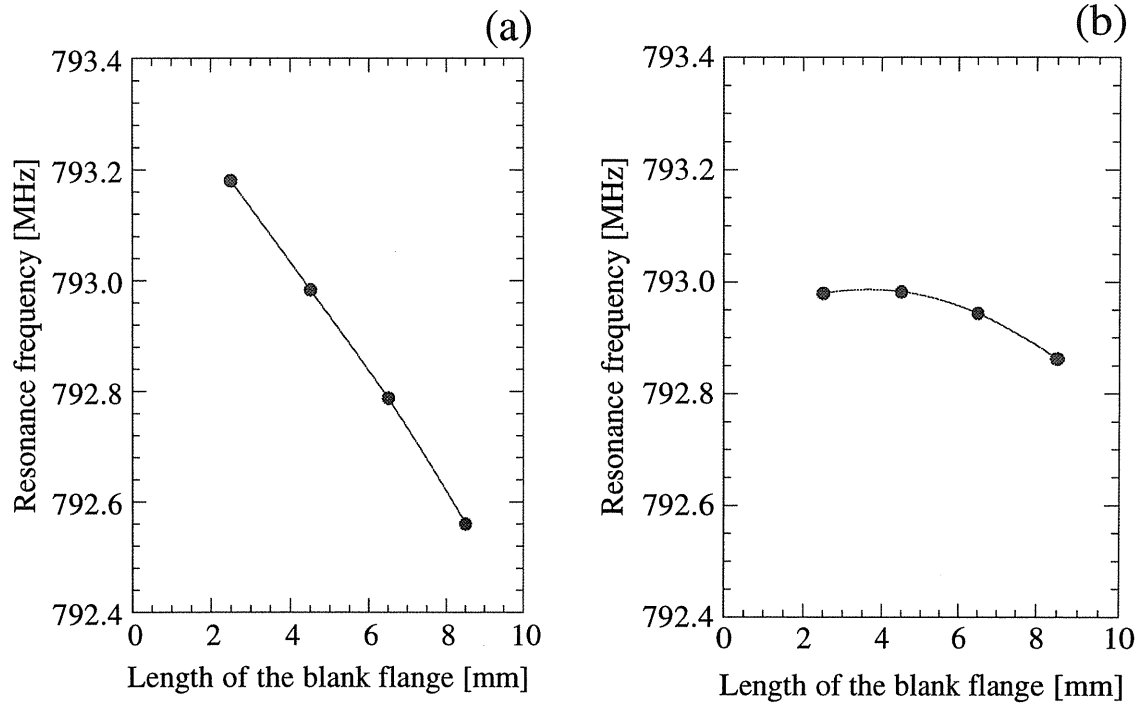 (a)
793.4
793.2
793.0
792.8
792.6
792.4
0 2 4 6 8 10
Resonance frequency [MHz]
Length of the blank flange [mm]
(b)
793.4
793.2
793.0
792.8
792.6
792.4
0 2 4 6 8 10
Resonance frequency [MHz]
Length of the blank flange [mm]